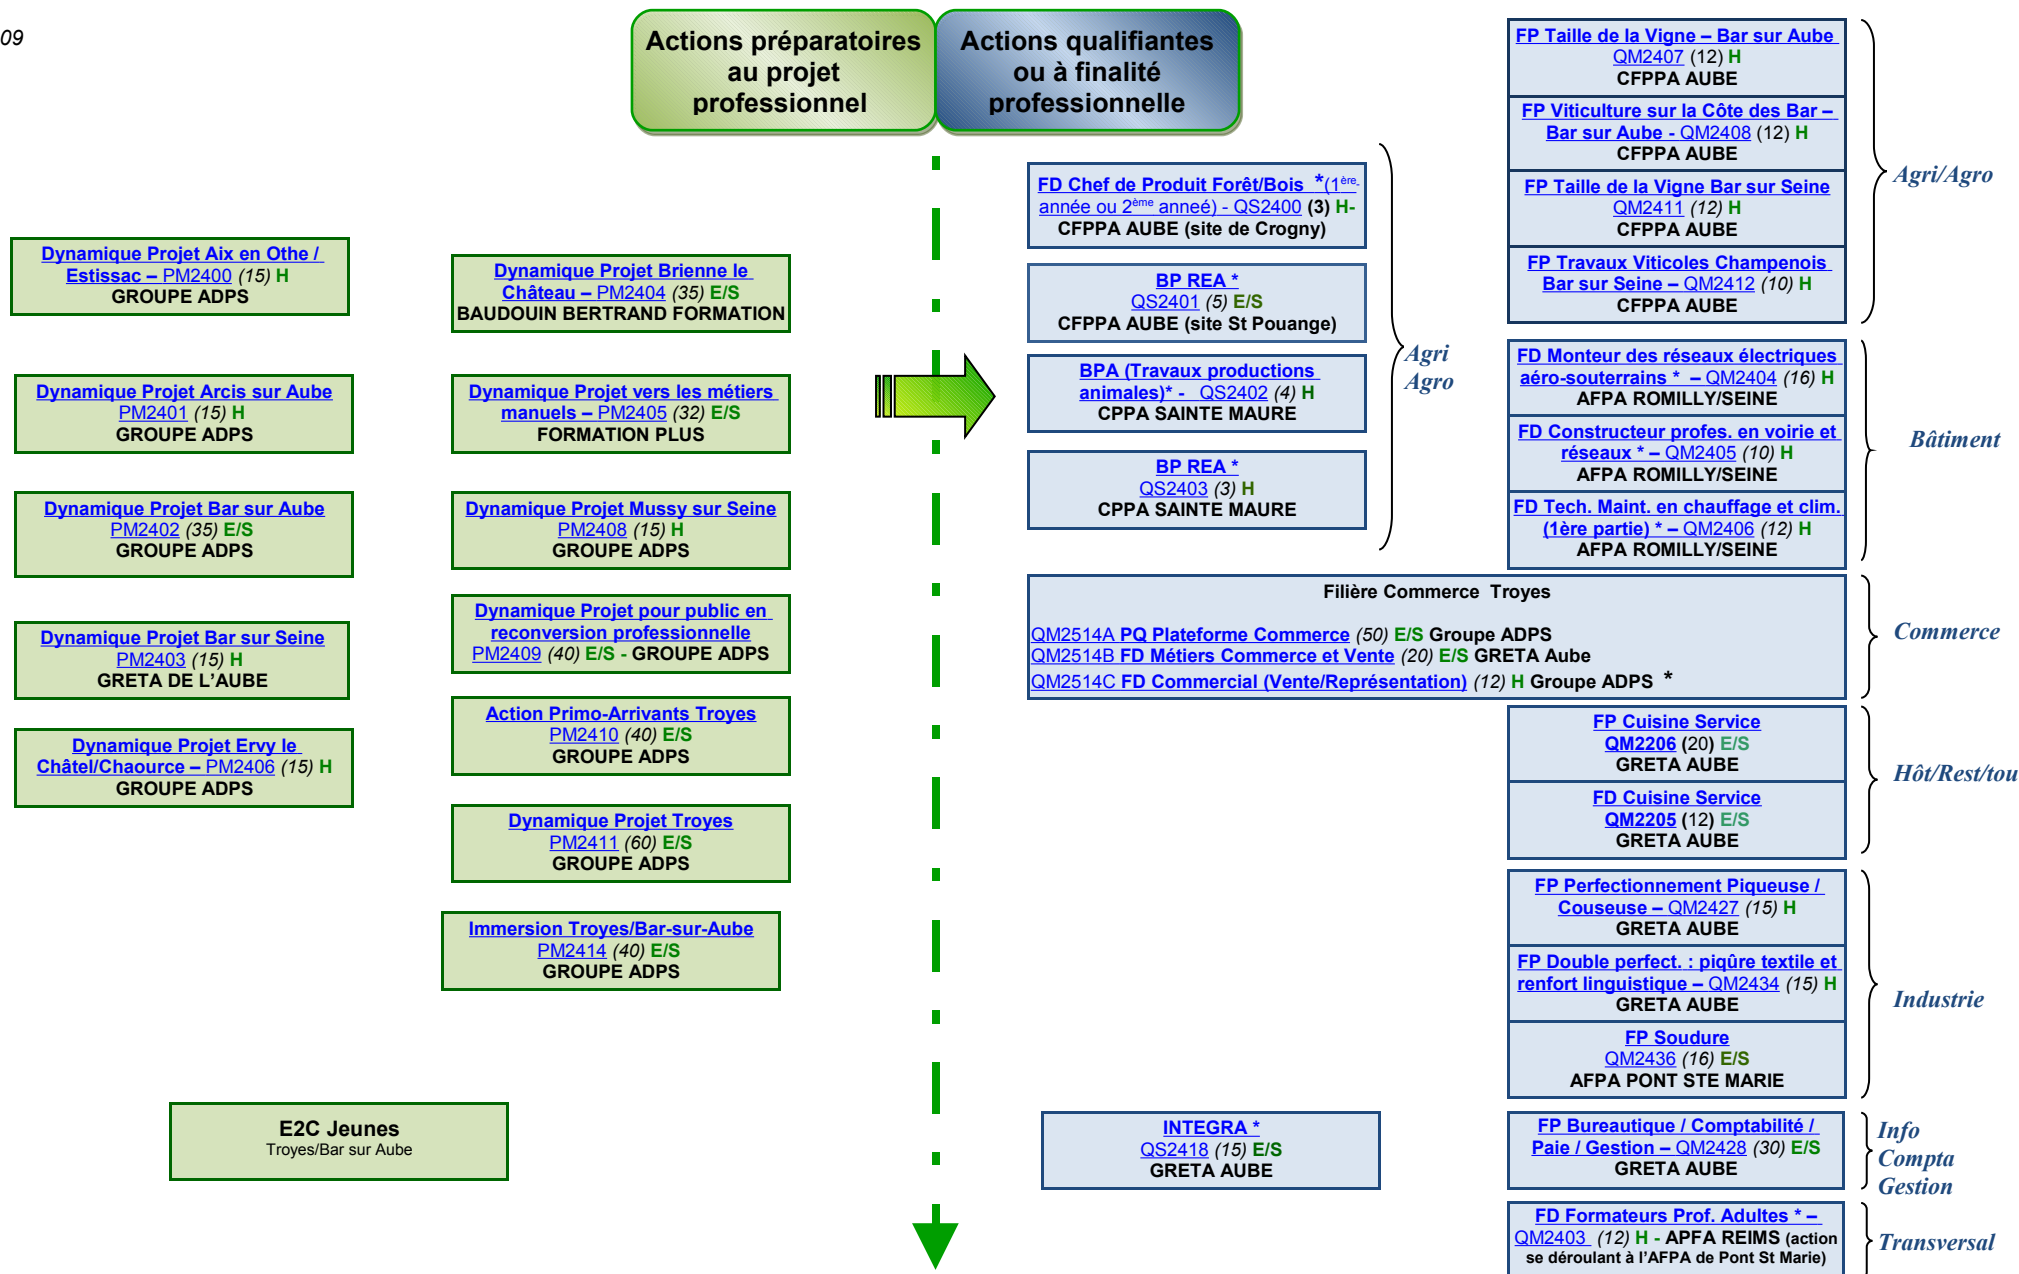 09
Actions préparatoires
au projet
professionnel
Actions qualifiantes
ou à finalité
professionnelle
Dynamique Projet Aix en Othe /
Estissac – PM2400 (15) H
GROUPE ADPS
Dynamique Projet Arcis sur Aube
PM2401 (15) H
GROUPE ADPS
Dynamique Projet Bar sur Aube
PM2402 (35) E/S
GROUPE ADPS
Dynamique Projet Bar sur Seine
PM2403 (15) H
GRETA DE L'AUBE
Dynamique Projet Ervy le
Châtel/Chaource – PM2406 (15) H
GROUPE ADPS
Dynamique Projet Brienne le
Château – PM2404 (35) E/S
BAUDOUIN BERTRAND FORMATION
Dynamique Projet vers les métiers
manuels – PM2405 (32) E/S
FORMATION PLUS
Dynamique Projet Mussy sur Seine
PM2408 (15) H
GROUPE ADPS
Dynamique Projet pour public en
reconversion professionnelle
PM2409 (40) E/S - GROUPE ADPS
Action Primo-Arrivants Troyes
PM2410 (40) E/S
GROUPE ADPS
Dynamique Projet Troyes
PM2411 (60) E/S
GROUPE ADPS
Immersion Troyes/Bar-sur-Aube
PM2414 (40) E/S
GROUPE ADPS
E2C Jeunes
Troyes/Bar sur Aube
FD Chef de Produit Forêt/Bois *(1ère
année ou 2ème anneé) - QS2400 (3) H-
CFPPA AUBE (site de Crogny)
BP REA *
QS2401 (5) E/S
CFPPA AUBE (site St Pouange)
BPA (Travaux productions
animales)* - QS2402 (4) H
CPPA SAINTE MAURE
BP REA *
QS2403 (3) H
CPPA SAINTE MAURE
Agri
Agro
FP Taille de la Vigne – Bar sur Aube
QM2407 (12) H
CFPPA AUBE
FP Viticulture sur la Côte des Bar –
Bar sur Aube - QM2408 (12) H
CFPPA AUBE
FP Taille de la Vigne Bar sur Seine
QM2411 (12) H
CFPPA AUBE
FP Travaux Viticoles Champenois
Bar sur Seine – QM2412 (10) H
CFPPA AUBE
Agri/Agro
FD Monteur des réseaux électriques
aéro-souterrains * – QM2404 (16) H
AFPA ROMILLY/SEINE
FD Constructeur profes. en voirie et
réseaux * – QM2405 (10) H
AFPA ROMILLY/SEINE
FD Tech. Maint. en chauffage et clim.
(1ère partie) * – QM2406 (12) H
AFPA ROMILLY/SEINE
Bâtiment
Filière Commerce Troyes
QM2514A PQ Plateforme Commerce (50) E/S Groupe ADPS
QM2514B FD Métiers Commerce et Vente (20) E/S GRETA Aube
QM2514C FD Commercial (Vente/Représentation) (12) H Groupe ADPS *
Commerce
FP Cuisine Service
QM2206 (20) E/S
GRETA AUBE
FD Cuisine Service
QM2205 (12) E/S
GRETA AUBE
Hôt/Rest/tou
FP Perfectionnement Piqueuse /
Couseuse – QM2427 (15) H
GRETA AUBE
FP Double perfect. : piqûre textile et
renfort linguistique – QM2434 (15) H
GRETA AUBE
FP Soudure
QM2436 (16) E/S
AFPA PONT STE MARIE
Industrie
INTEGRA *
QS2418 (15) E/S
GRETA AUBE
FP Bureautique / Comptabilité /
Paie / Gestion – QM2428 (30) E/S
GRETA AUBE
Info
Compta
Gestion
FD Formateurs Prof. Adultes * –
QM2403 (12) H - APFA REIMS (action
se déroulant à l'AFPA de Pont St Marie)
Transversal